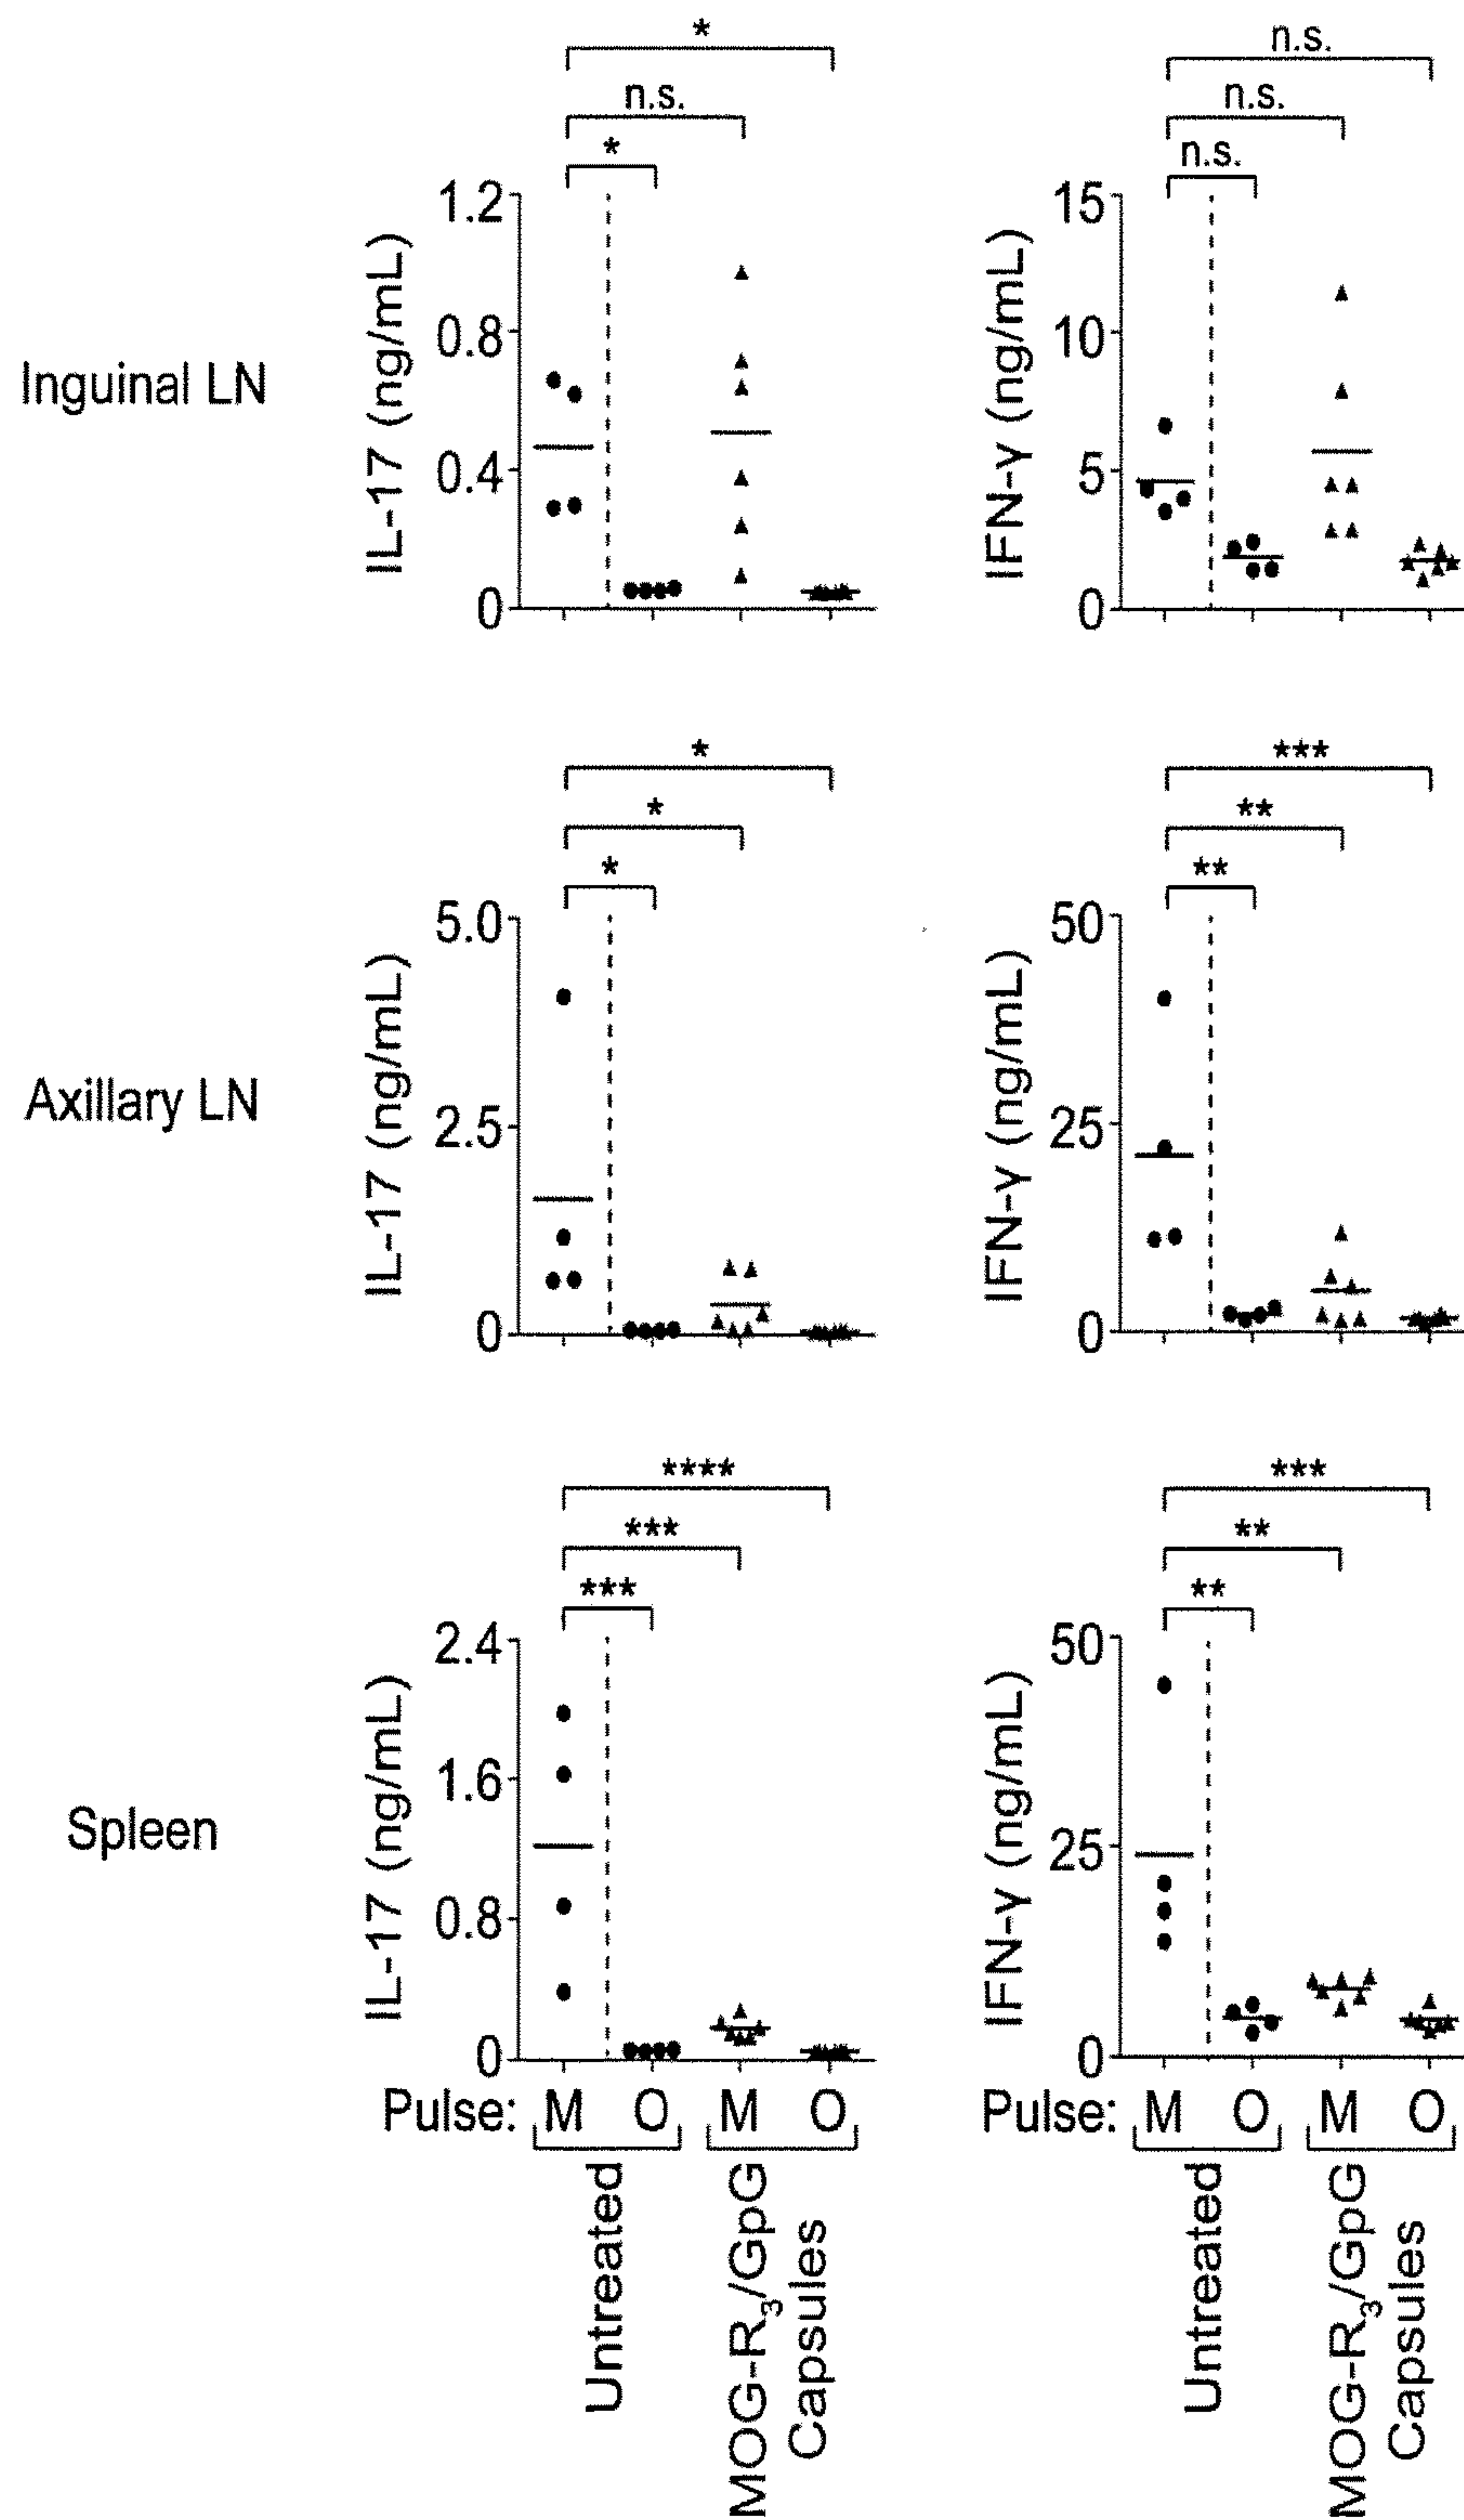 *
n.s.
*
1.2
0.8
0.4
0
IL-17 (ng/mL)
n.s.
n.s.
n.s.
15
10
5
0
IFN-γ (ng/mL)
Inguinal LN
*
*
*
5.0
2.5
0
IL-17 (ng/mL)
***
**
**
50
25
0
IFN-γ (ng/mL)
Axillary LN
****
***
***
2.4
1.6
0.8
0
IL-17 (ng/mL)
***
**
**
50
25
0
IFN-γ (ng/mL)
Spleen
Pulse: M O M O
Untreated
MOG-R3/GpG
Capsules
Pulse: M O M O
Untreated
MOG-R3/GpG
Capsules